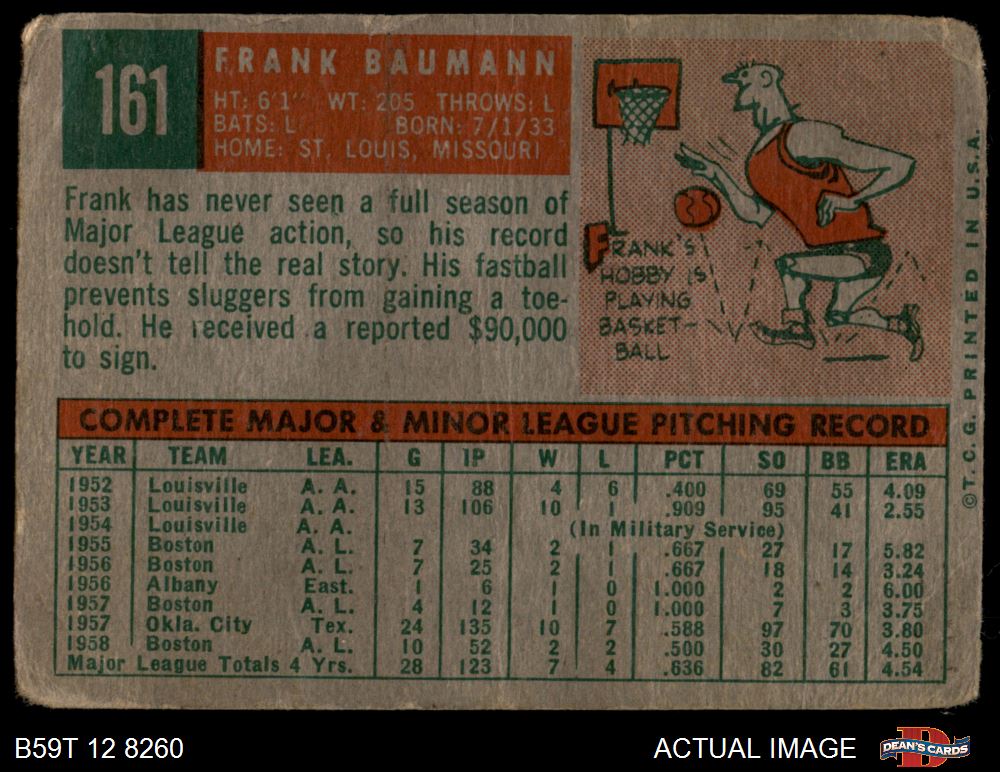 161
FRANK BAUMANN
HT: 6'1" WT: 205 THROWS: L
BATS: L BORN: 7/1/33
HOME: ST. LOUIS, MISSOURI
Frank has never seen a full season of
Major League action, so his record
doesn't tell the real story. His fastball
prevents sluggers from gaining a toe-
hold. He received a reported $90,000
to sign.
FRANK'S
HOBBY IS
PLAYING
BASKET-
BALL
©T.C.G. PRINTED IN U.S.A.
COMPLETE MAJOR & MINOR LEAGUE PITCHING RECORD
YEAR TEAM LEA. G IP W L PCT SO BB ERA
1952 Louisville A. A. 15 88 4 6 .400 69 55 4.09
1953 Louisville A. A. 13 106 10 1 .909 95 41 2.55
1954 Louisville A. A. (In Military Service)
1955 Boston A. L. 7 34 2 1 .667 27 17 5.82
1956 Boston A. L. 7 25 2 1 .667 18 14 3.24
1956 Albany East. 1 6 1 0 1.000 2 2 6.00
1957 Boston A. L. 4 12 1 0 1.000 7 3 3.75
1957 Okla. City Tex. 24 135 10 7 .588 97 70 3.80
1958 Boston A. L. 10 52 2 2 .500 30 27 4.50
Major League Totals 4 Yrs. 28 123 7 4 .636 82 61 4.54
B59T 12 8260
ACTUAL IMAGE
D
DEAN'S CARDS